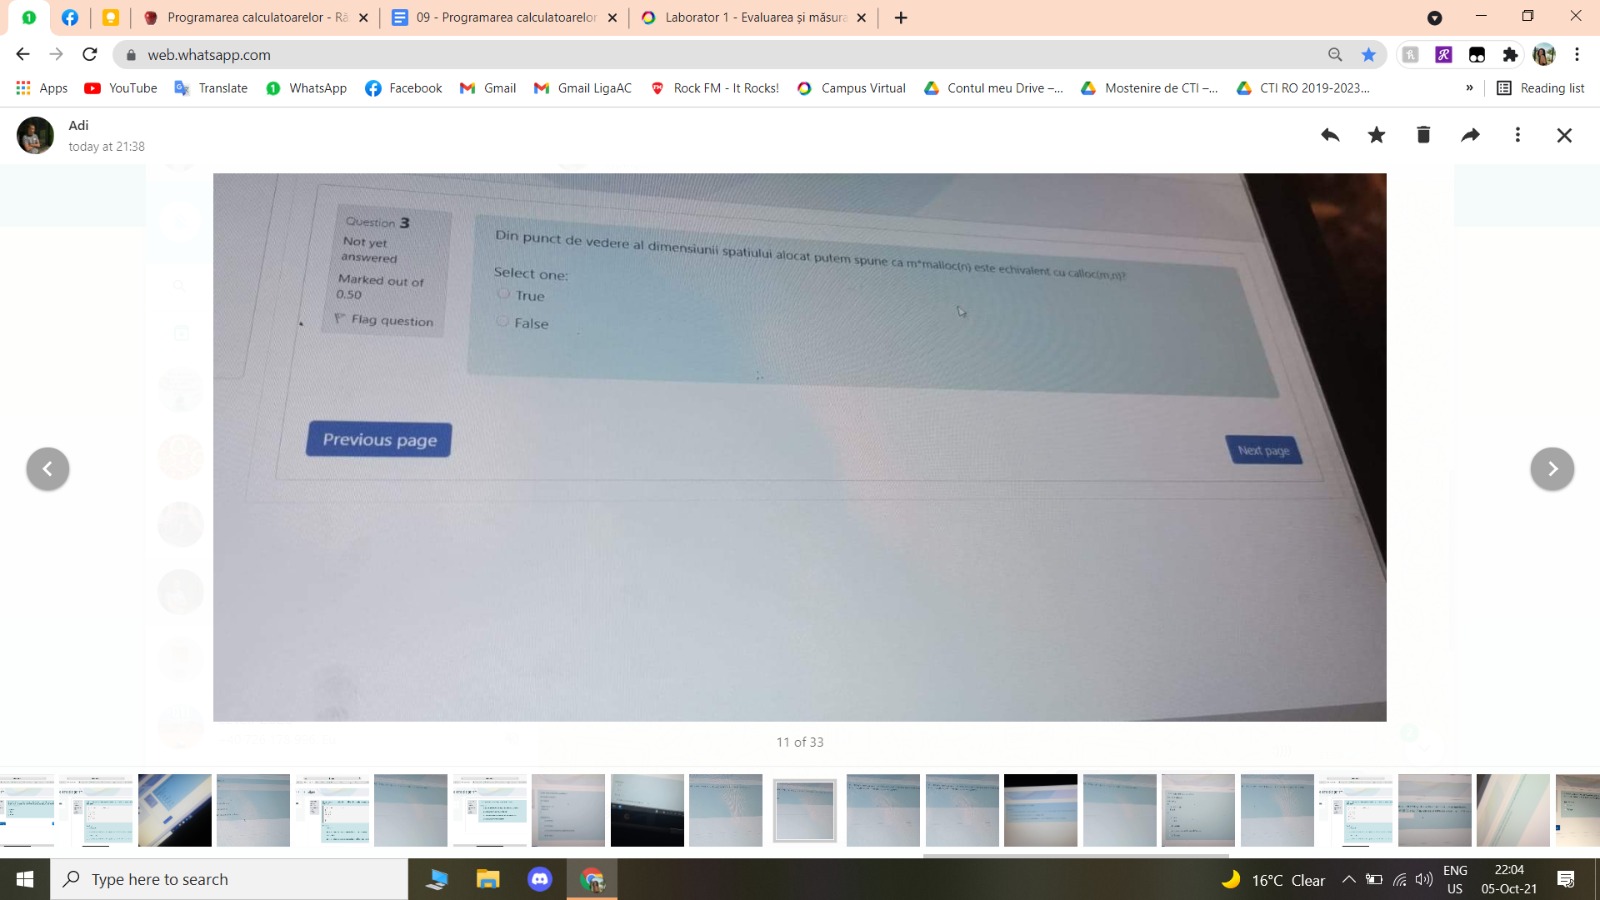 Programarea calculatoarelor - Ră
09 - Programarea calculatoarelor
Laborator 1 - Evaluarea și măsura
web.whatsapp.com
Apps
YouTube
Translate
WhatsApp
Facebook
Gmail
Gmail LigaAC
Rock FM - It Rocks!
Campus Virtual
Contul meu Drive –...
Mostenire de CTI –...
CTI RO 2019-2023...
»
Reading list
Adi
today at 21:38
Question 3
Not yet
answered
Marked out of
0.50
Flag question
Din punct de vedere al dimensiunii spatiului alocat putem spune ca m*malloc(n) este echivalent cu calloc(m,n)?
Select one:
True
False
Previous page
Next page
11 of 33
Type here to search
16°C Clear
ENG
US
22:04
05-Oct-21